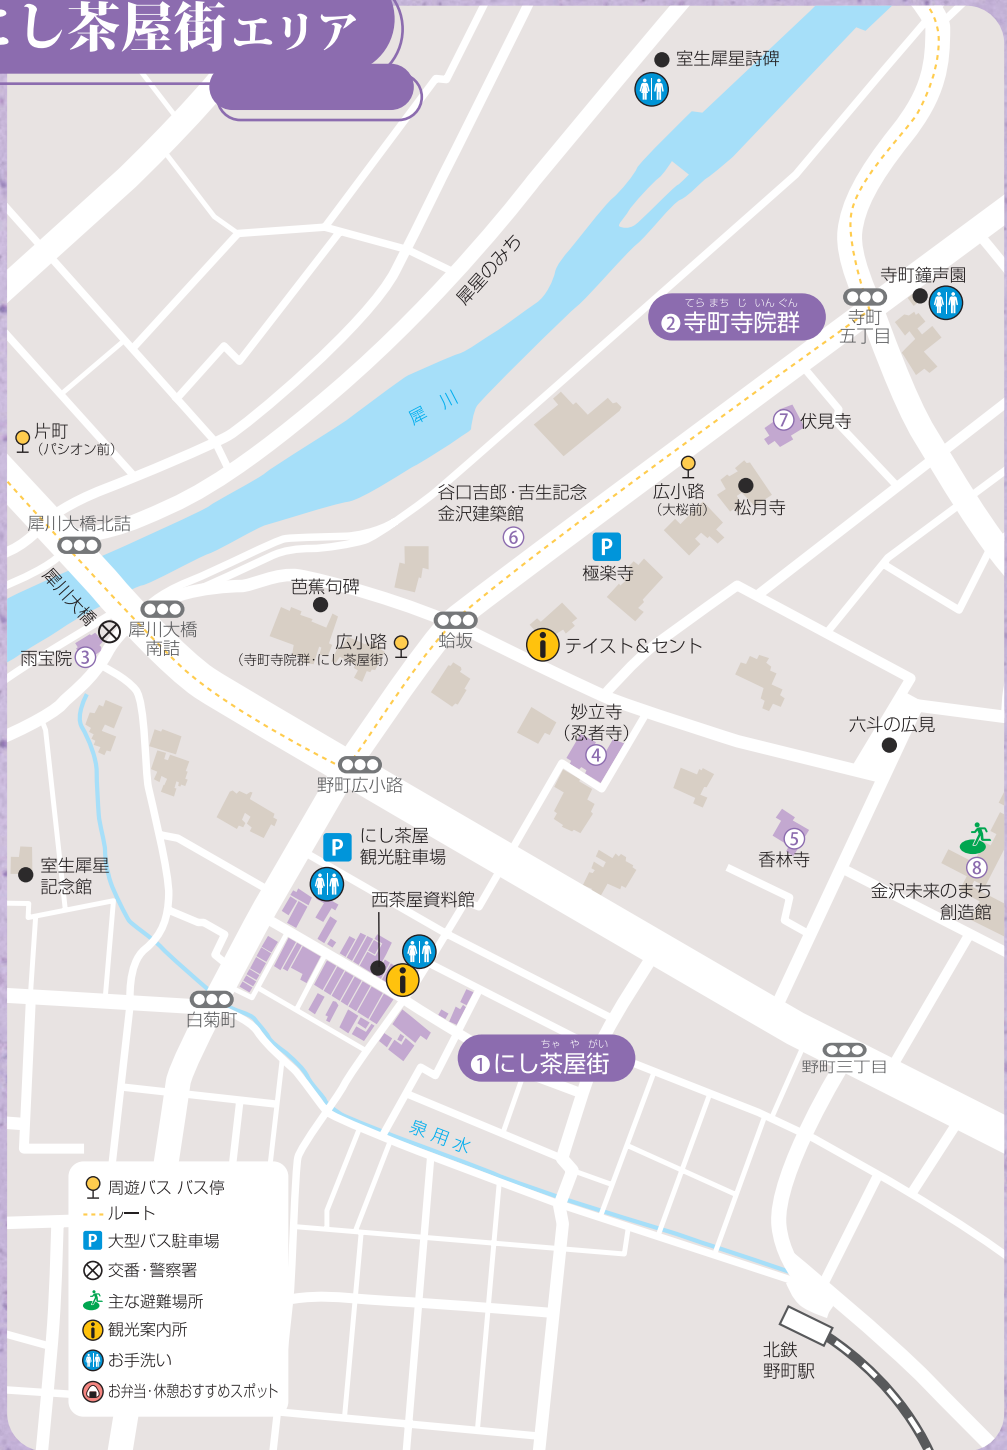 にし茶屋街エリア
室生犀星詩碑
犀星のみち
寺町鐘声園
てら まち じ いん ぐん
2 寺町寺院群
寺町
五丁目
犀川
7 伏見寺
片町
（パシオン前）
広小路
（大桜前）
松月寺
谷口吉郎・吉生記念
金沢建築館
6
犀川大橋北詰
P
極楽寺
犀川大橋
芭蕉句碑
犀川大橋
南詰
蛤坂
雨宝院 3
広小路
（寺町寺院群・にし茶屋街）
i テイスト＆セント
妙立寺
（忍者寺）
4
六斗の広見
野町広小路
P にし茶屋
観光駐車場
5
香林寺
室生犀星
記念館
西茶屋資料館
8
金沢未来のまち
創造館
i
白菊町
ちゃ や がい
1 にし茶屋街
野町三丁目
泉用水
周遊バス バス停
ルート
P 大型バス駐車場
交番・警察署
主な避難場所
i 観光案内所
お手洗い
お弁当・休憩おすすめスポット
北鉄
野町駅